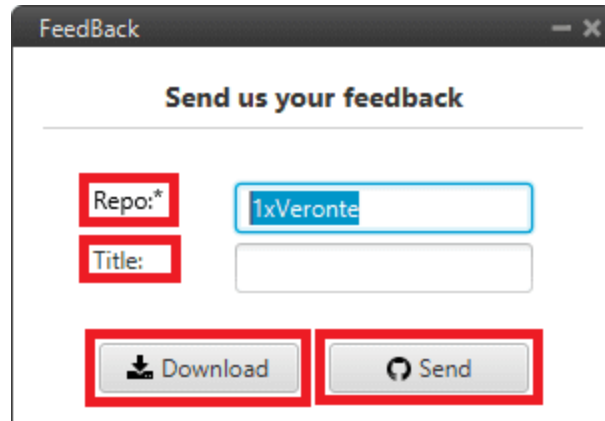 FeedBack
Send us your feedback
Repo:* 1xVeronte
Title:
Download Send